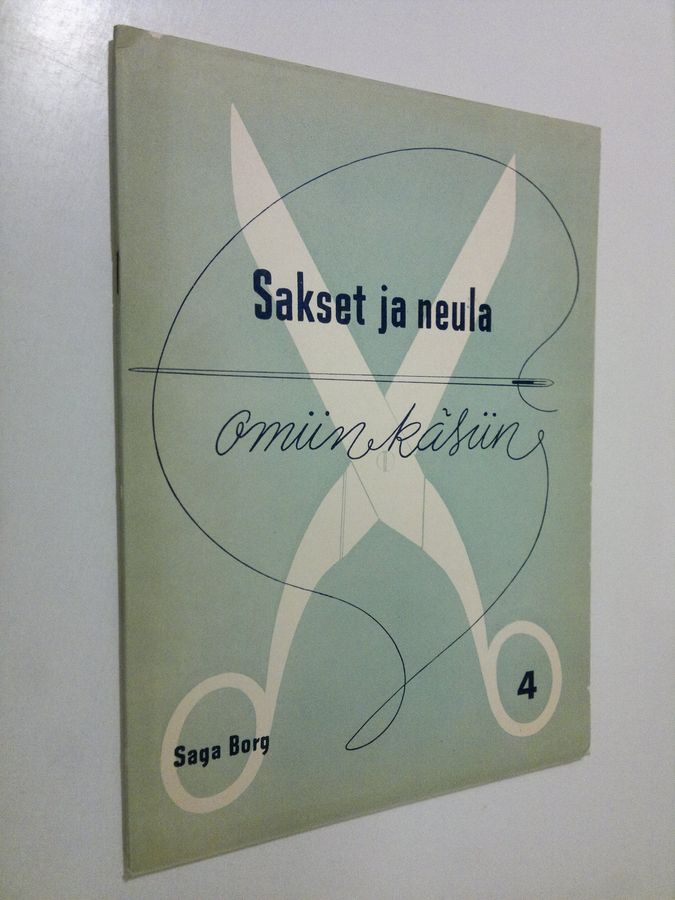 Sakset ja neula
omiin käsiin
Saga Borg
4